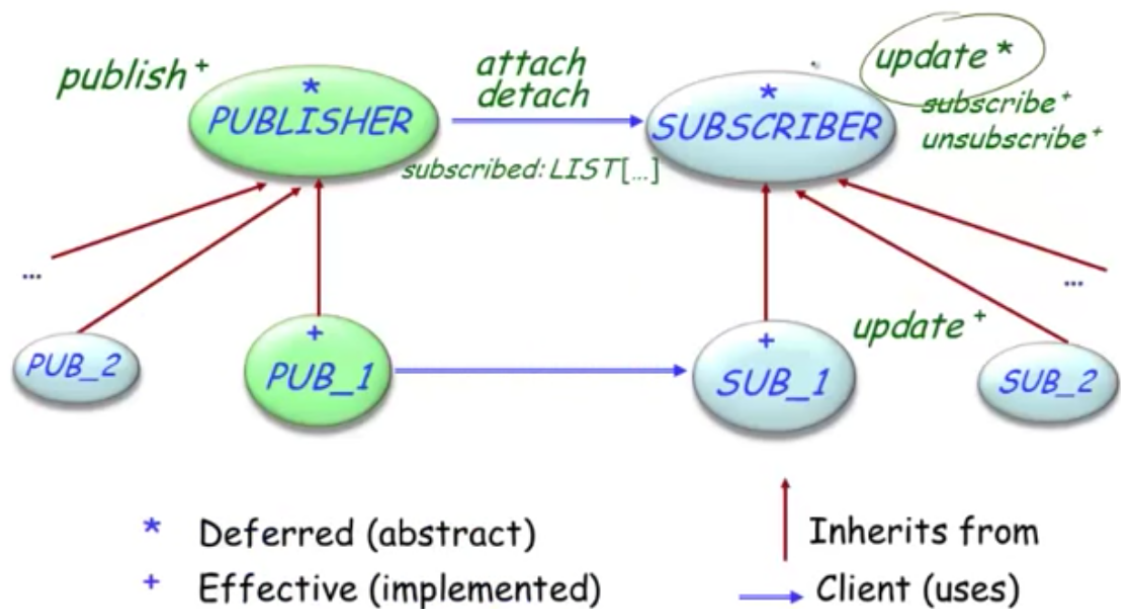 publish +
*
PUBLISHER
attach
detach
subscribed: LIST[...]
*
SUBSCRIBER
update *
subscribe +
unsubscribe +
...
PUB_2
+
PUB_1
+
SUB_1
update +
SUB_2
...
* Deferred (abstract)
+ Effective (implemented)
Inherits from
Client (uses)